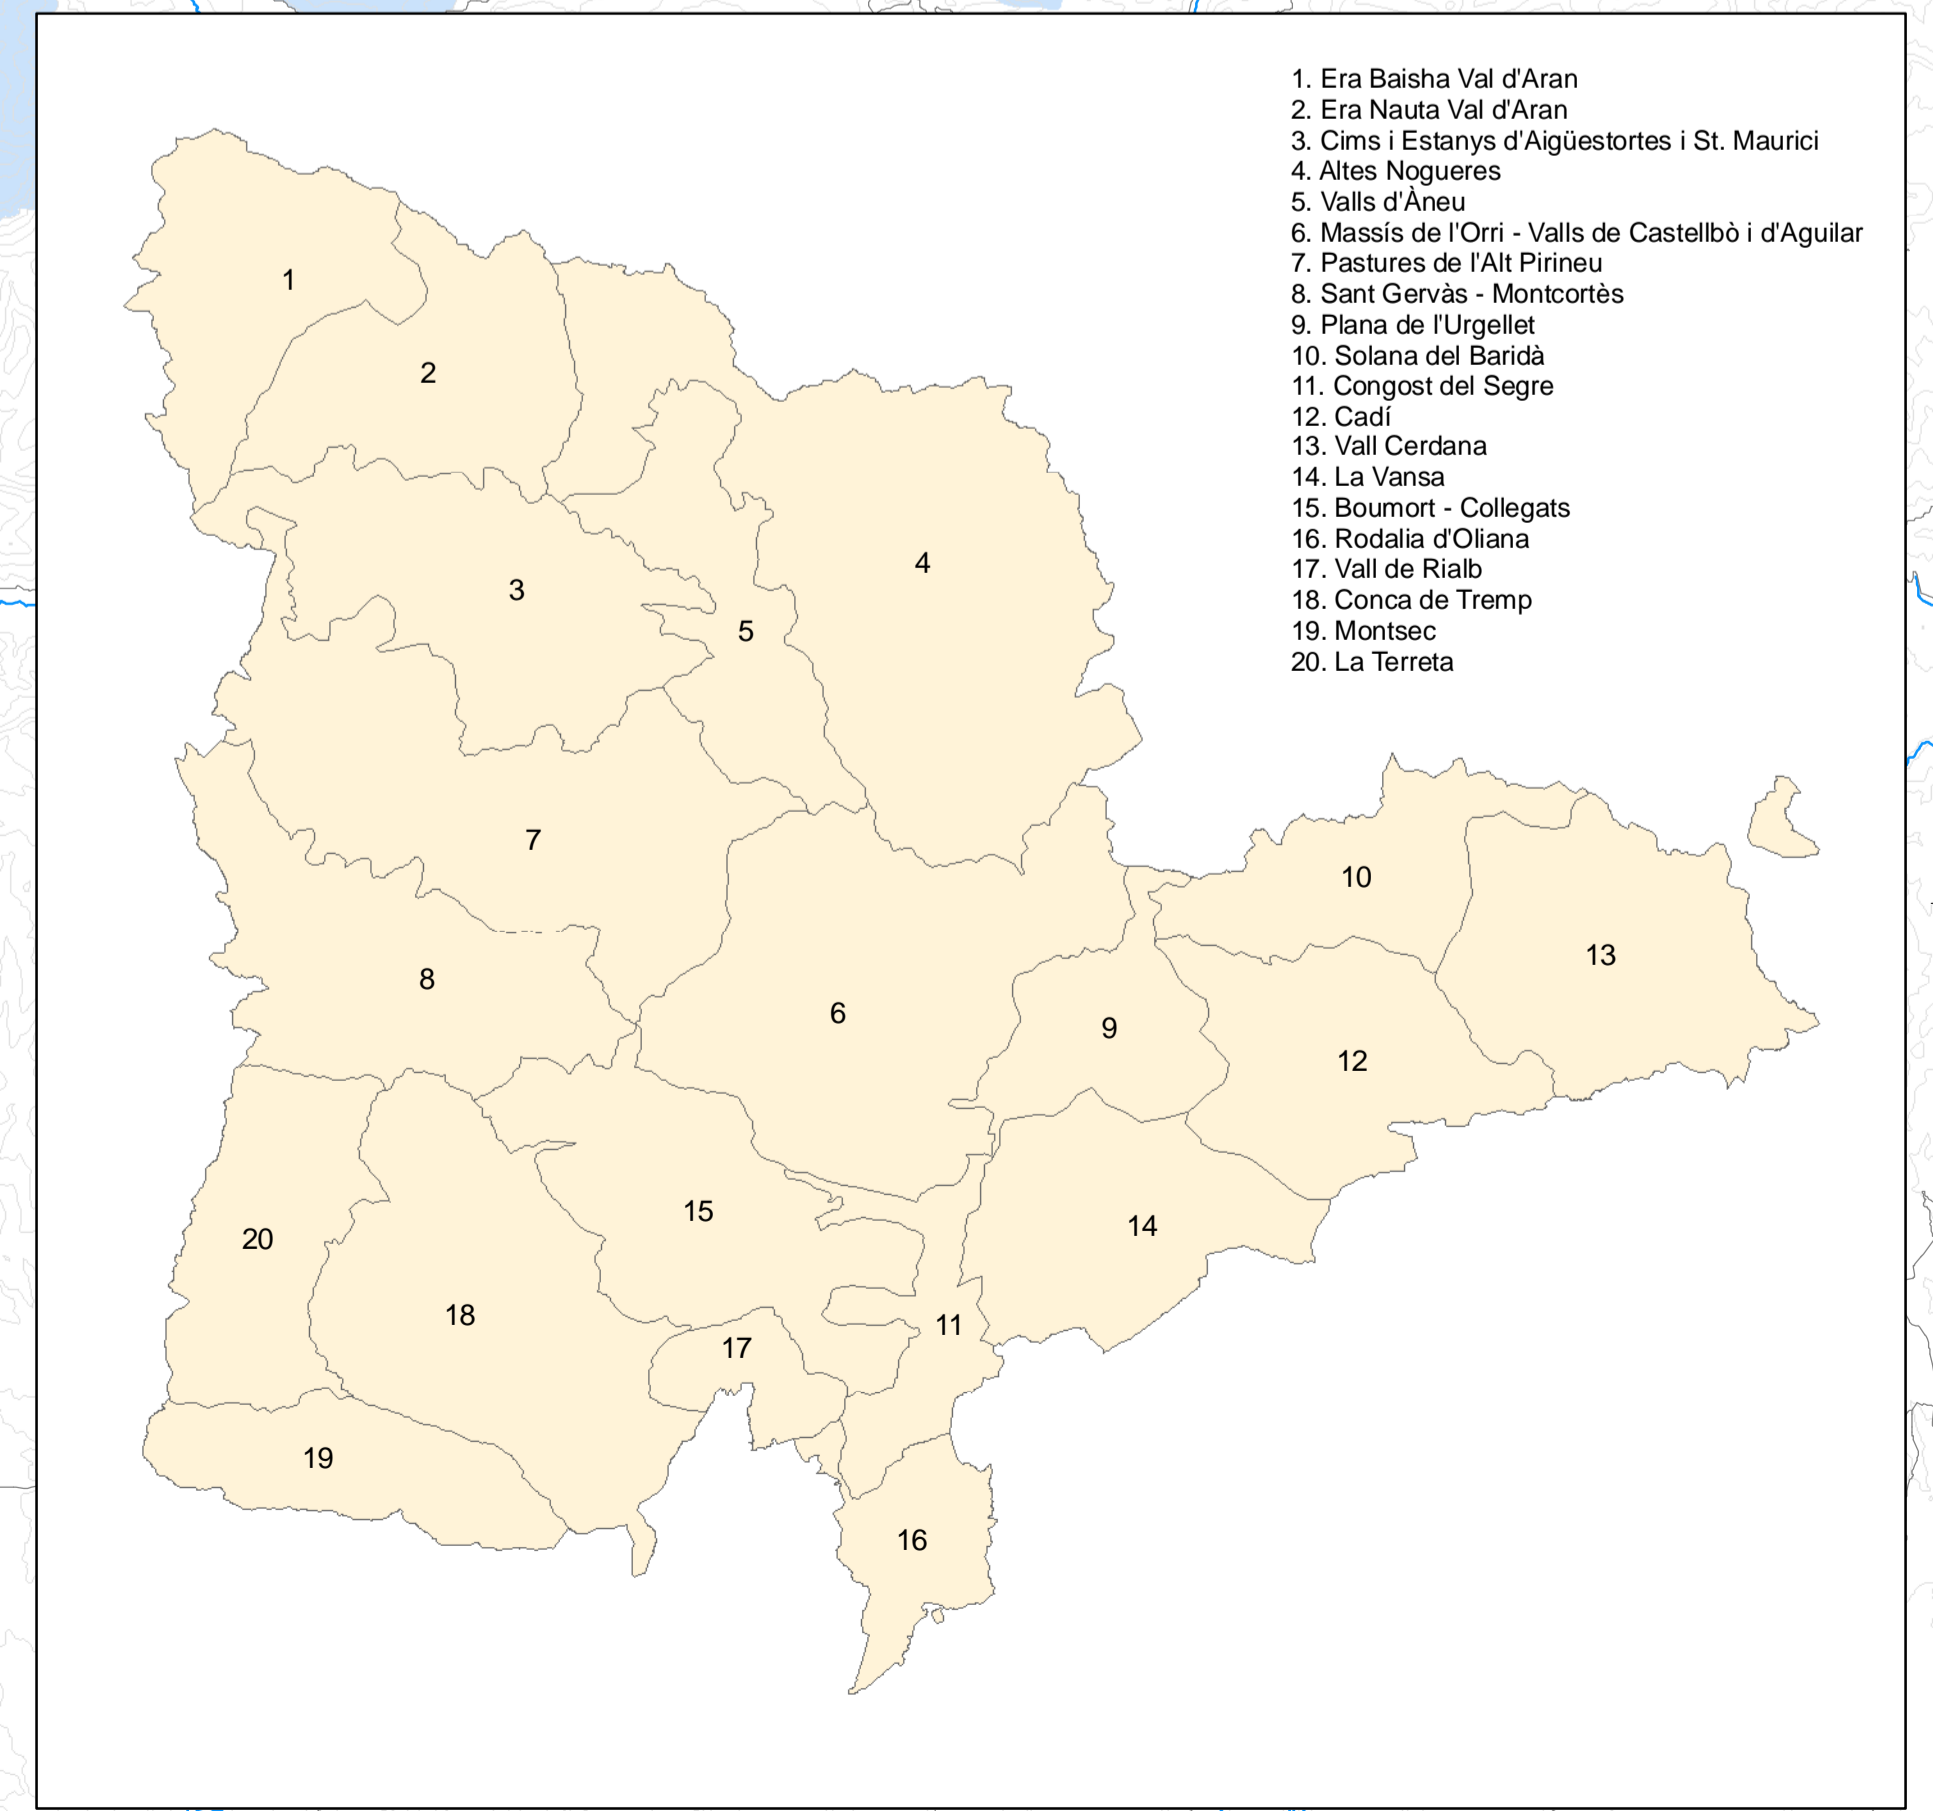 1. Era Baisha Val d'Aran
2. Era Nauta Val d'Aran
3. Cims i Estanys d'Aigüestortes i St. Maurici
4. Altes Nogueres
5. Valls d'Àneu
6. Massís de l'Orri - Valls de Castellbò i d'Aguilar
7. Pastures de l'Alt Pirineu
8. Sant Gervàs - Montcortès
9. Plana de l'Urgellet
10. Solana del Baridà
11. Congost del Segre
12. Cadí
13. Vall Cerdana
14. La Vansa
15. Boumort - Collegats
16. Rodalia d'Oliana
17. Vall de Rialb
18. Conca de Tremp
19. Montsec
20. La Terreta
1
2
4
3
5
7
10
13
8
6
9
12
15
14
20
18
11
17
19
16